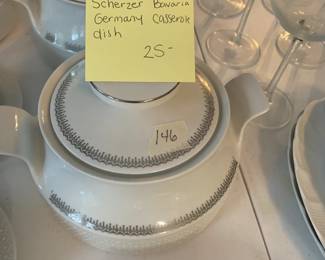 Scherzer Bavaria
Germany Casserole
dish
25-
146